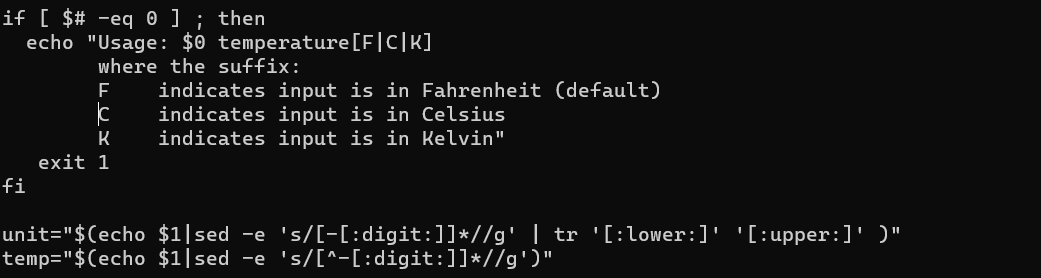 if [ $# -eq 0 ] ; then
  echo "Usage: $0 temperature[F|C|K]
        where the suffix:
        F    indicates input is in Fahrenheit (default)
        C    indicates input is in Celsius
        K    indicates input is in Kelvin"
   exit 1
fi

unit="$(echo $1|sed -e 's/[-[:digit:]]*//g' | tr '[:lower:]' '[:upper:]' )"
temp="$(echo $1|sed -e 's/[^-[:digit:]]*//g')"